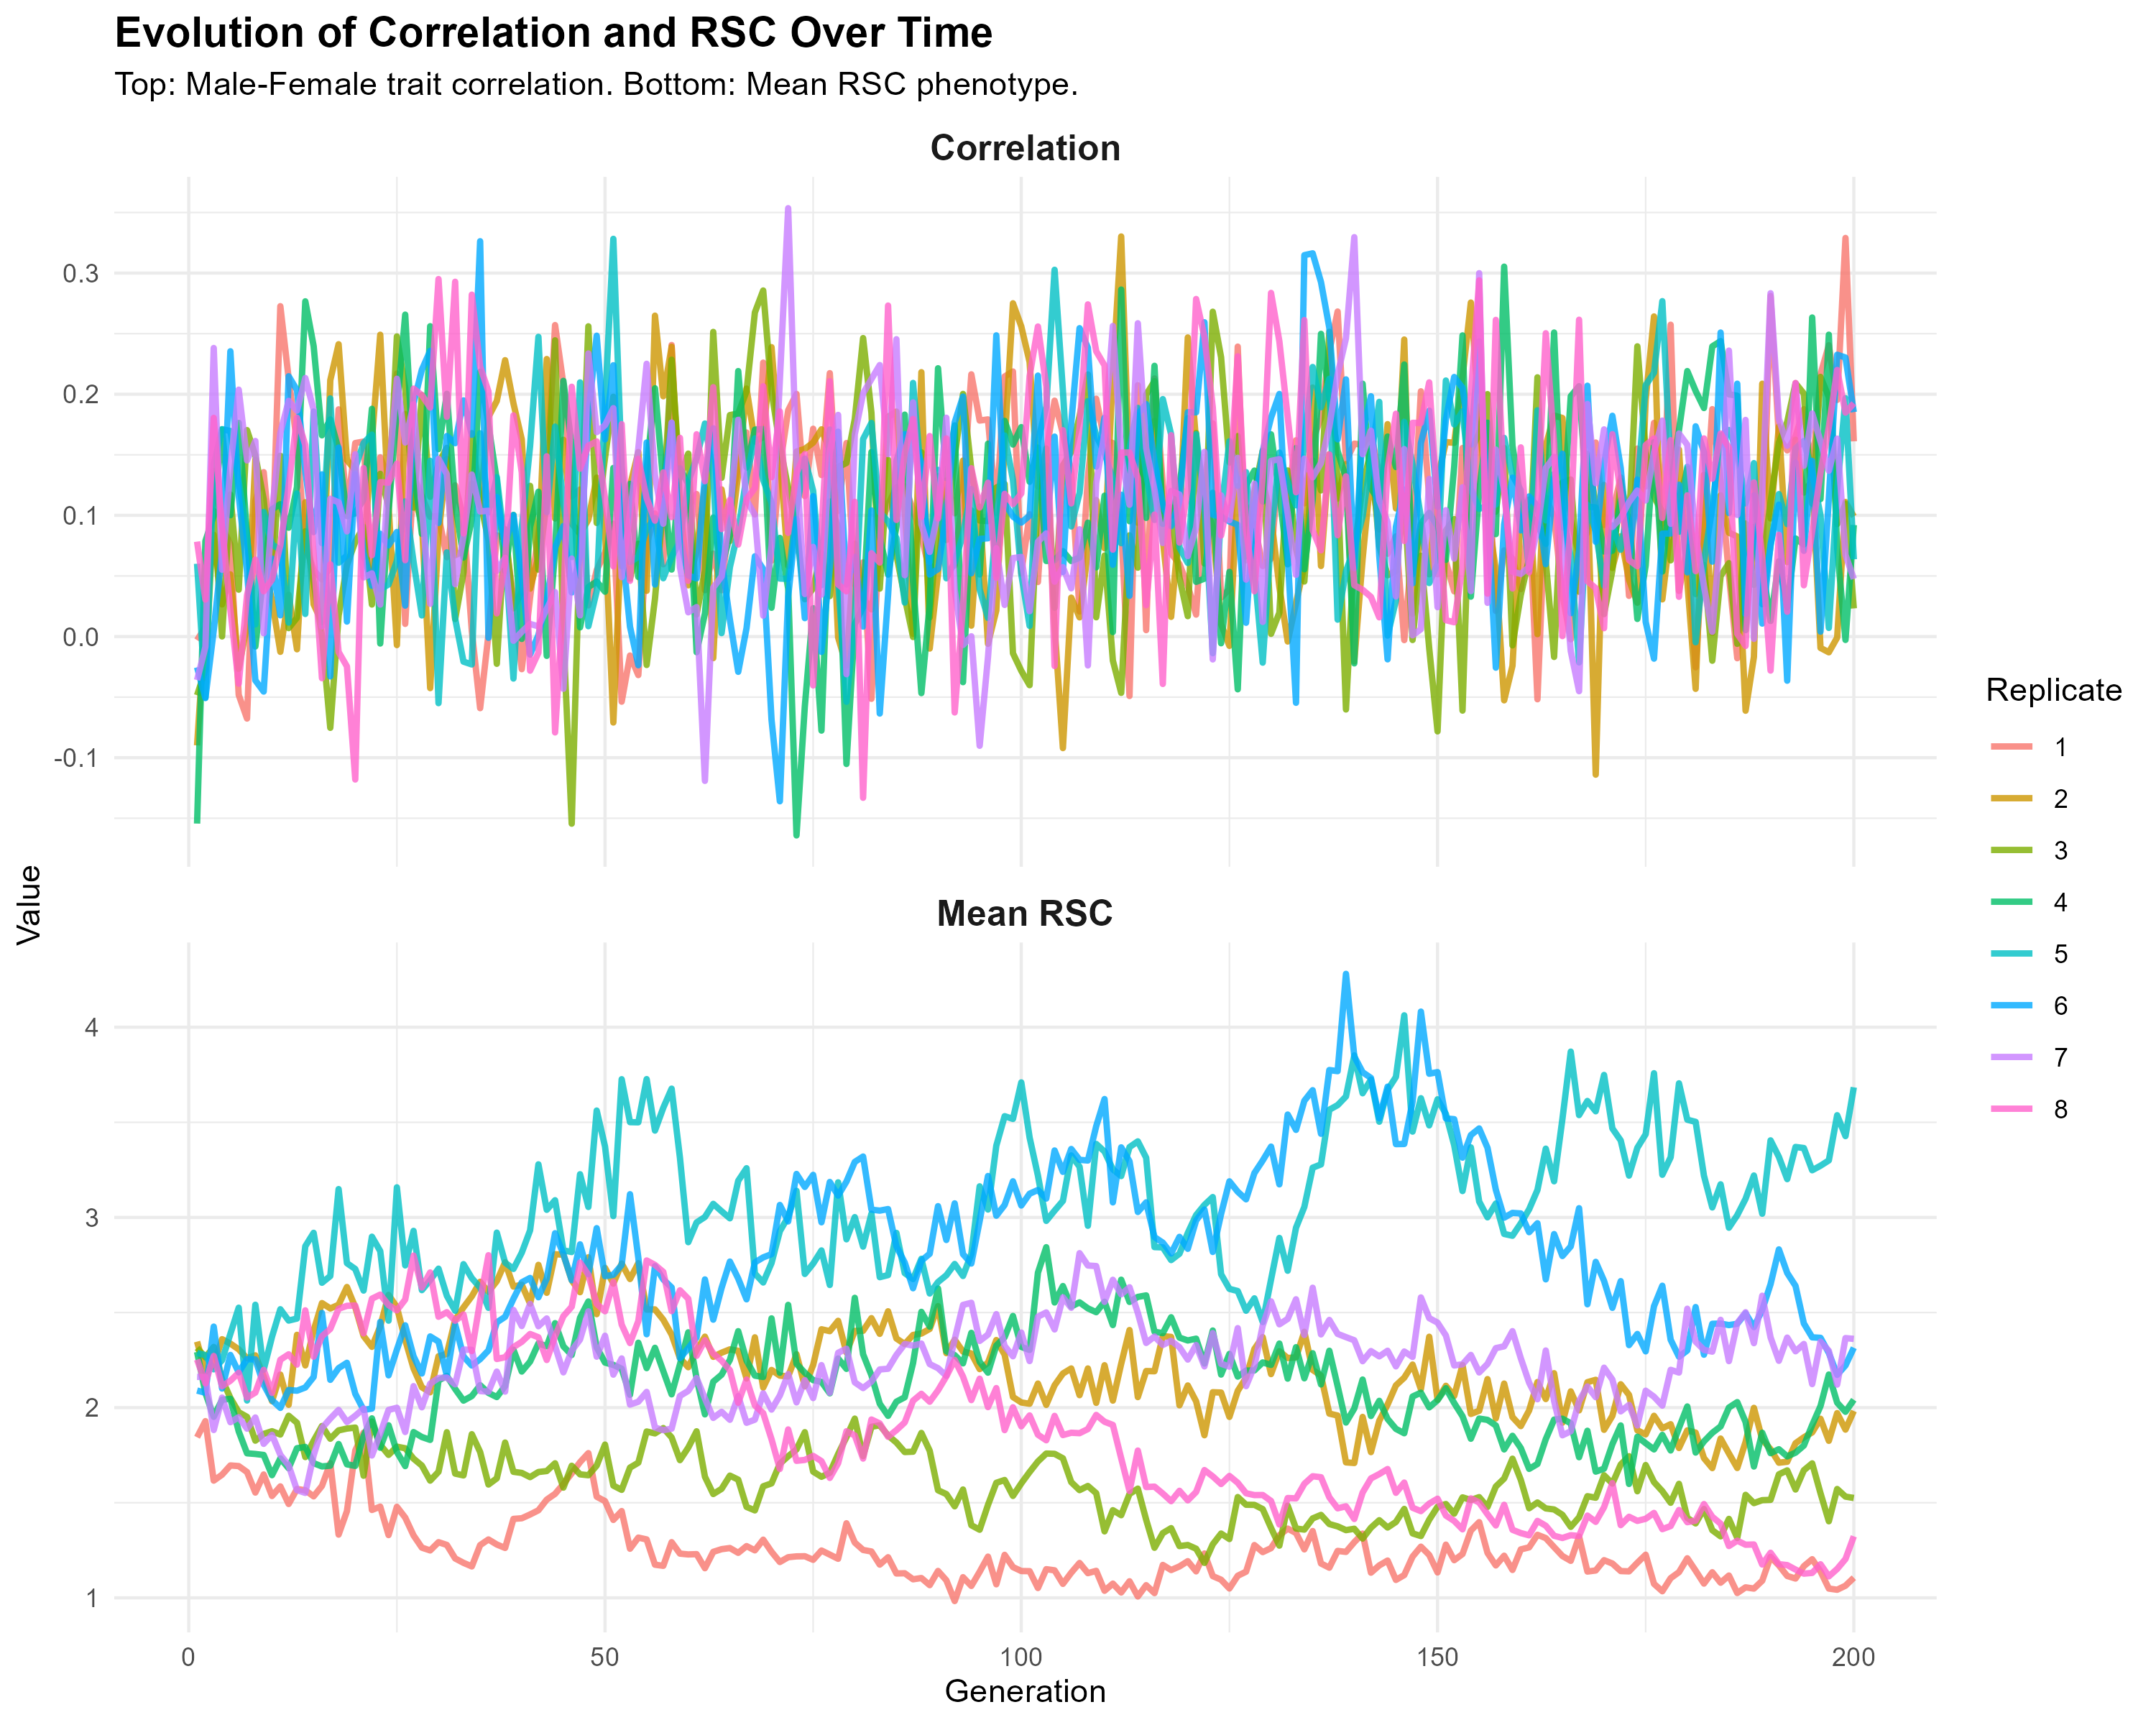 Evolution of Correlation and RSC Over Time
Top: Male-Female trait correlation. Bottom: Mean RSC phenotype.
Correlation
0.3
0.2
0.1
0.0
-0.1
Mean RSC
4
3
2
1
0 50 100 150 200
Generation
Value
Replicate
1
2
3
4
5
6
7
8